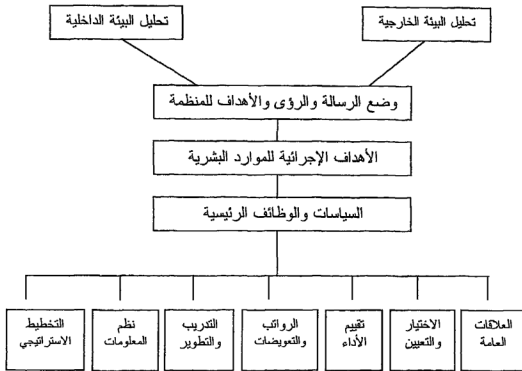 تحليل البيئة الخارجية
تحليل البيئة الداخلية
وضع الرسالة والرؤى والأهداف للمنظمة
الأهداف الإجرائية للموارد البشرية
السياسات والوظائف الرئيسية
العلاقات
العامة
الاختيار
والتعيين
تقييم
الأداء
الرواتب
والتعويضات
التدريب
والتطوير
نظم
المعلومات
التخطيط
الاستراتيجي